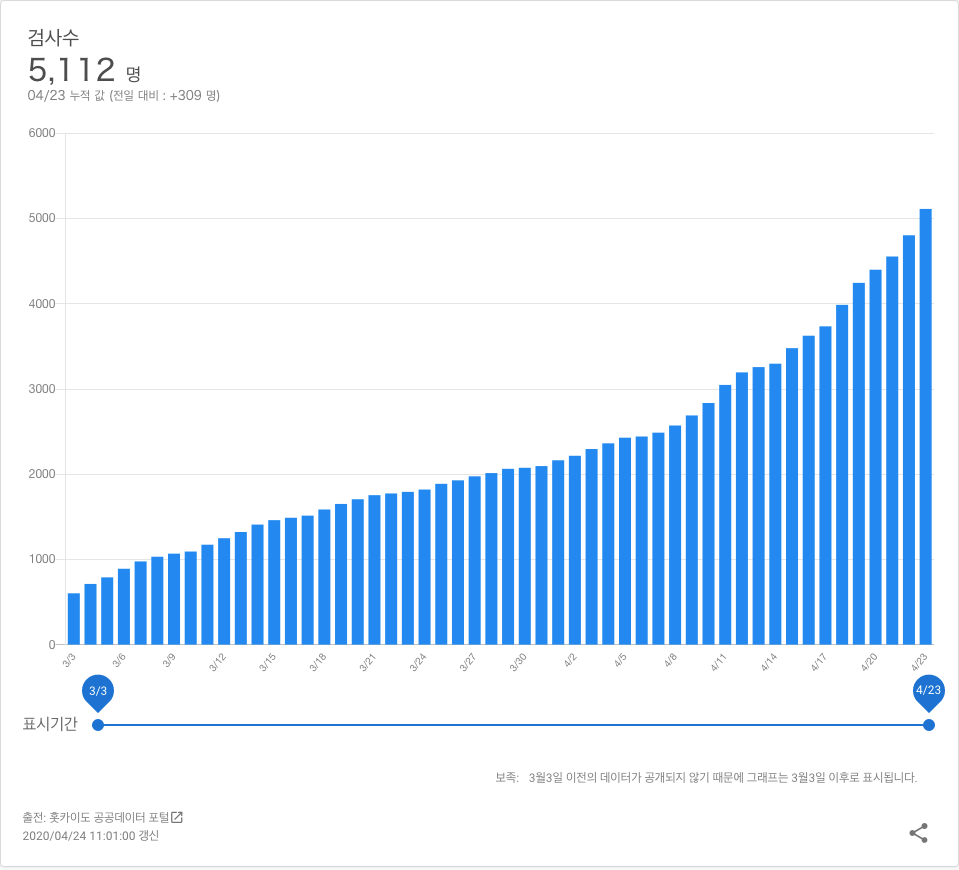 검사수
5,112 명
04/23 누적 값 (전일 대비 : +309 명)
6000
5000
4000
3000
2000
1000
0
3/3 3/6 3/9 3/12 3/15 3/18 3/21 3/24 3/27 3/30 4/2 4/5 4/8 4/11 4/14 4/17 4/20 4/23
3/3 4/23
표시기간
보족: 3월3일 이전의 데이터가 공개되지 않기 때문에 그래프는 3월3일 이후로 표시됩니다.
출전: 홋카이도 공공데이터 포털
2020/04/24 11:01:00 갱신